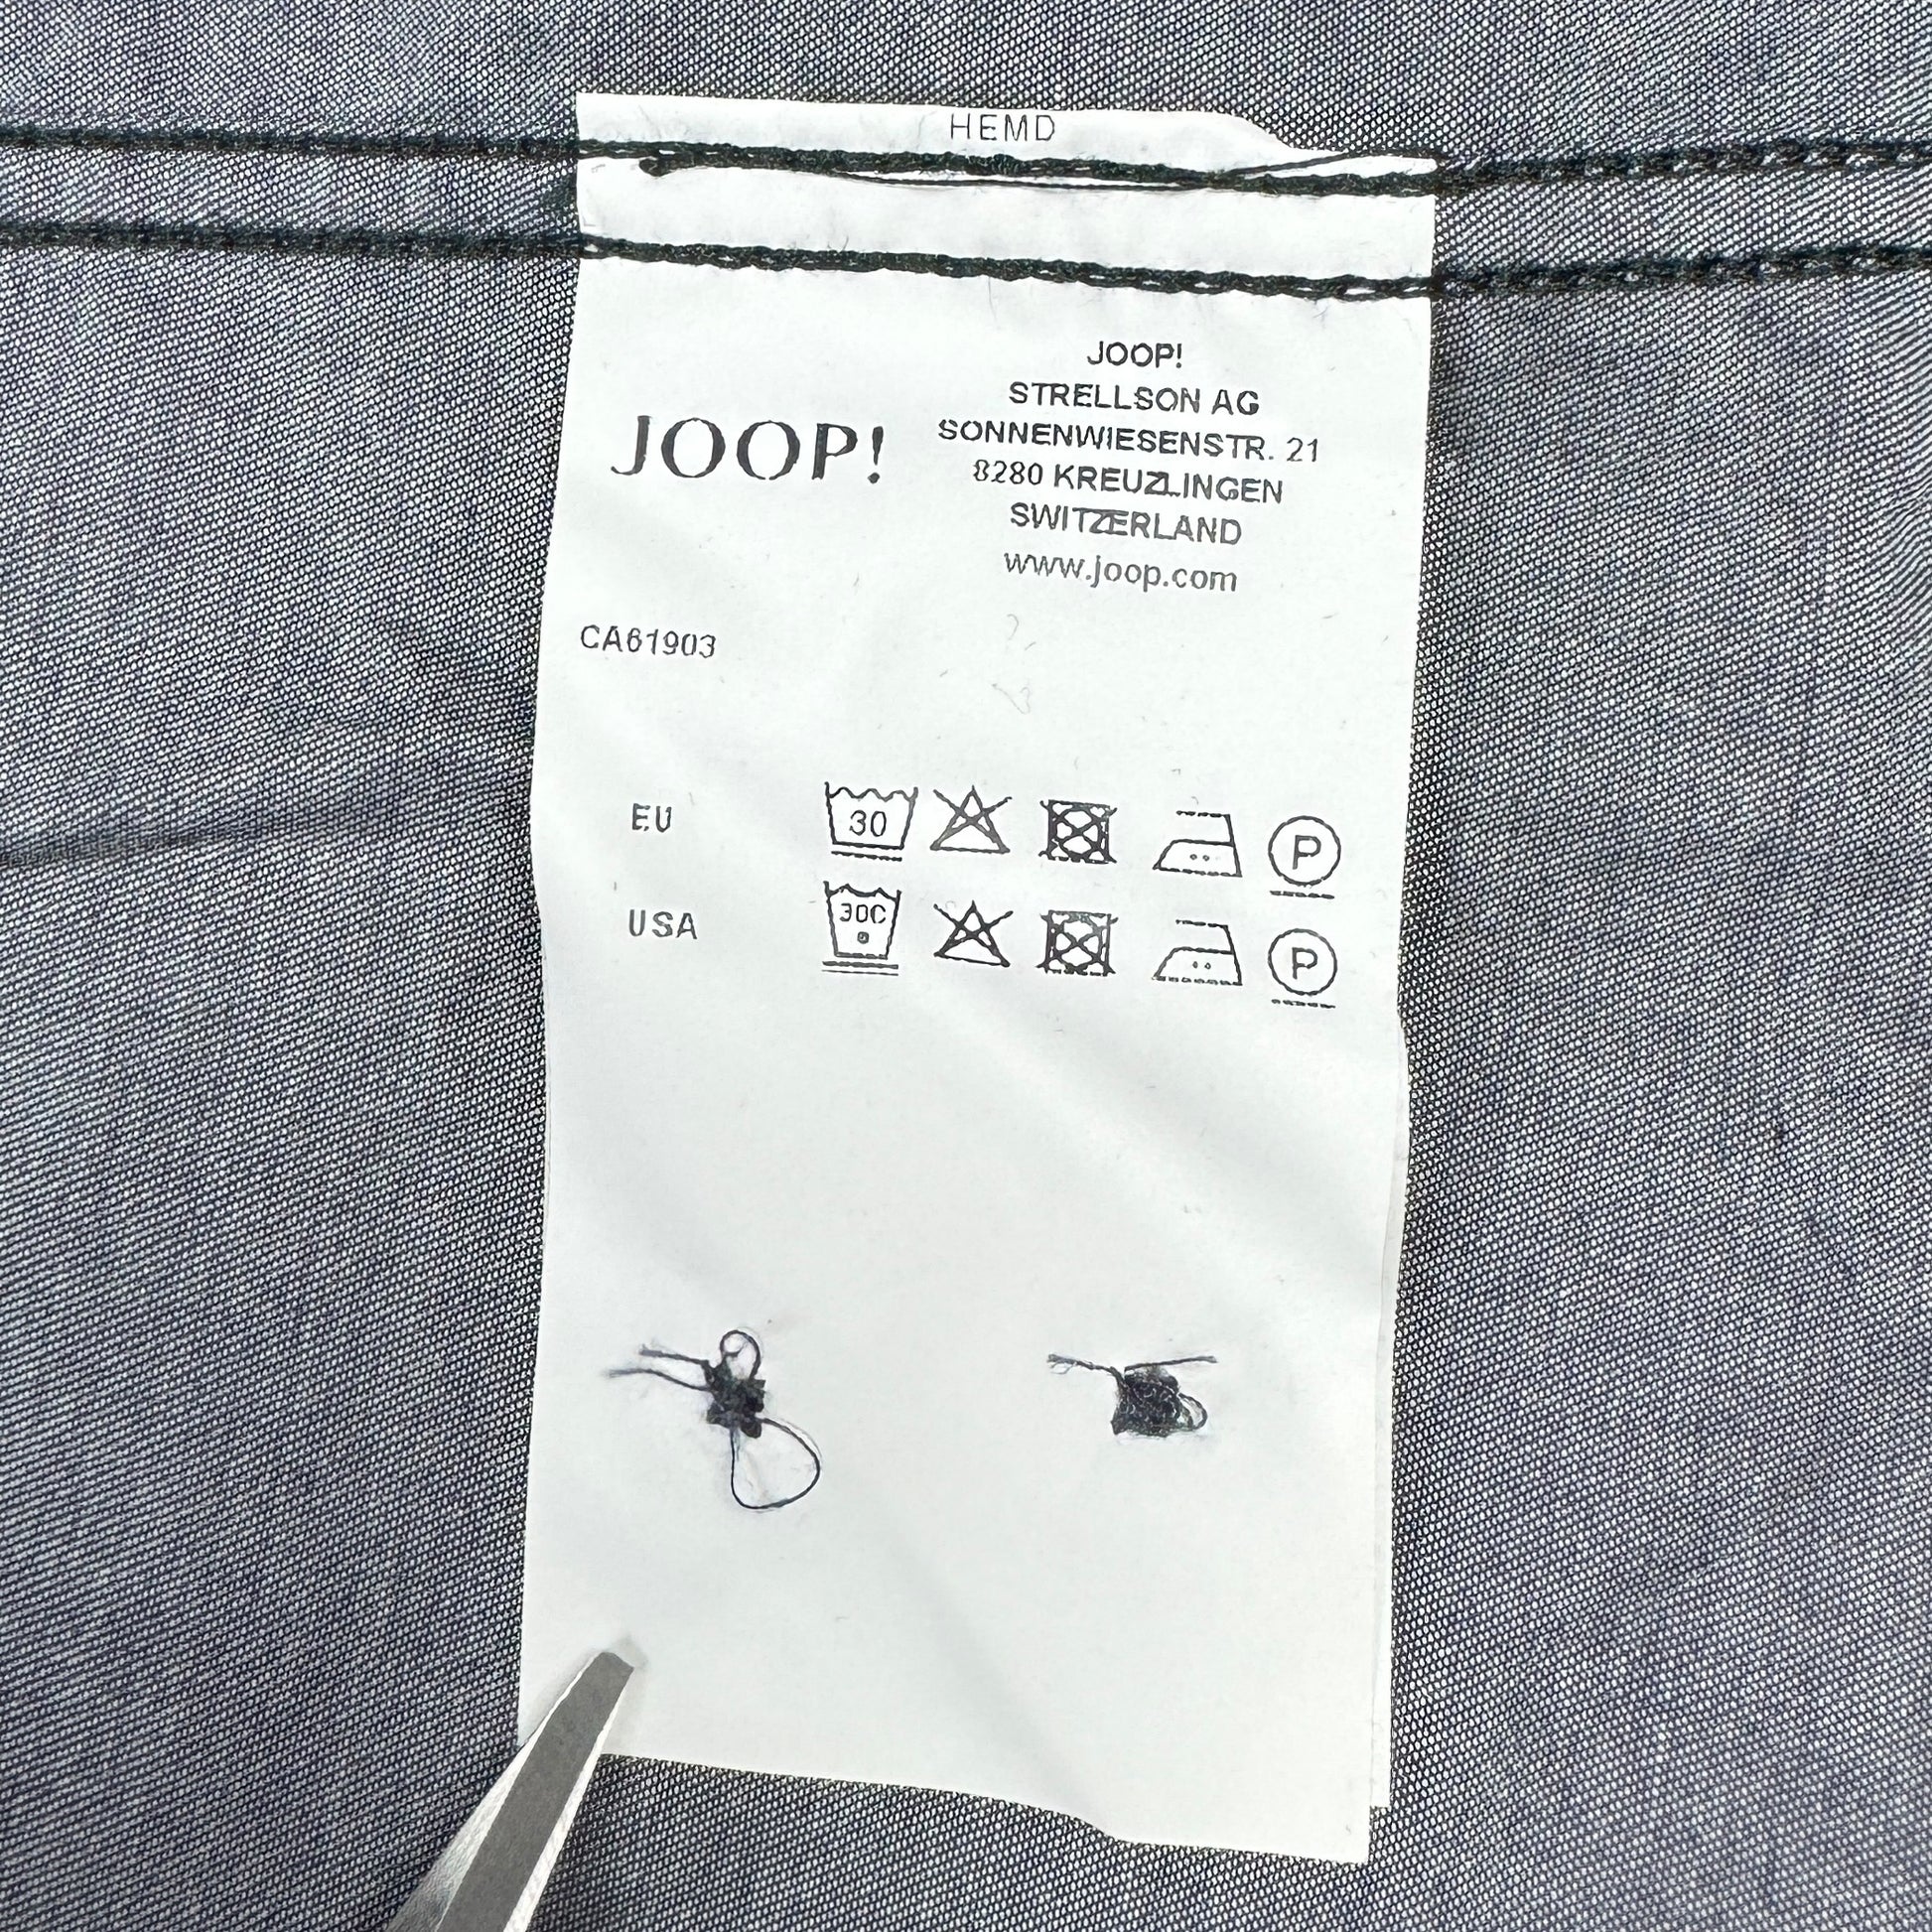 HEMD
JOOP!
JOOP!
STRELLSON AG
SONNENWIESENSTR. 21
8280 KREUZLINGEN
SWITZERLAND
www.joop.com
CA61903
EU 30 P
USA 30C P